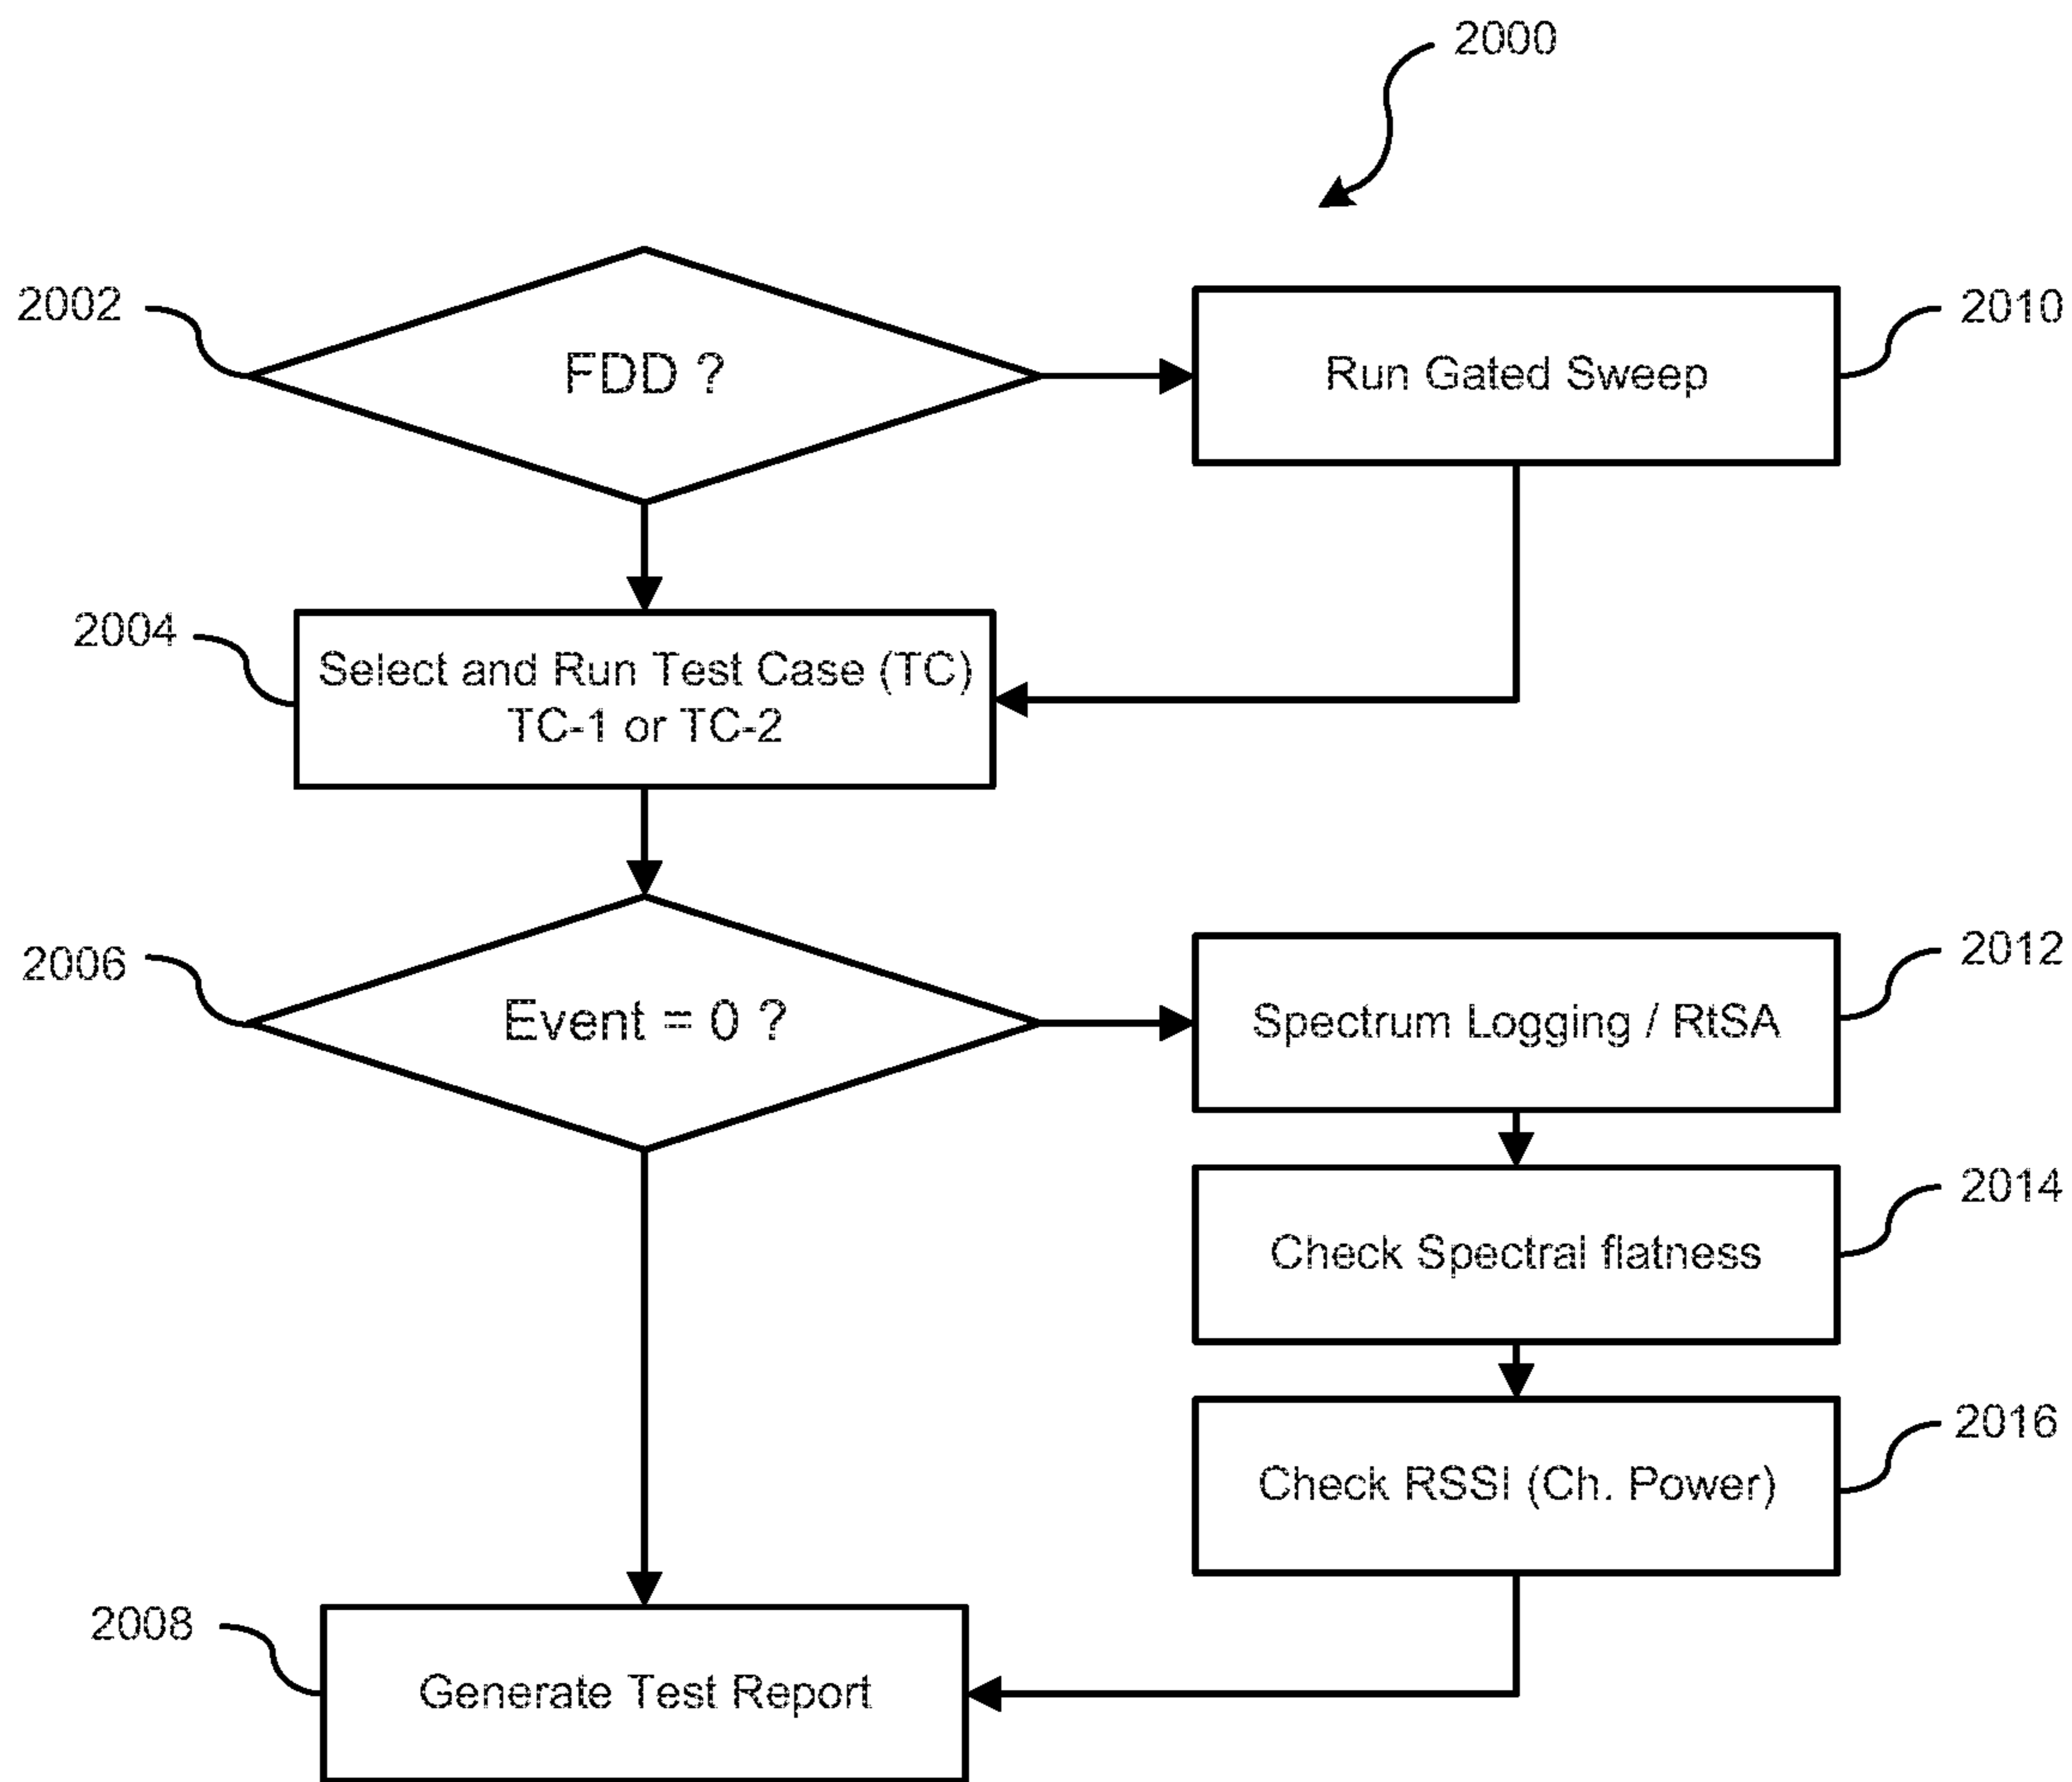 2000
2002
FDD ?
Run Gated Sweep
2010
2004
Select and Run Test Case (TC)
TC-1 or TC-2
2006
Event = 0 ?
Spectrum Logging / RtSA
2012
Check Spectral flatness
2014
Check RSSI (Ch. Power)
2016
2008
Generate Test Report